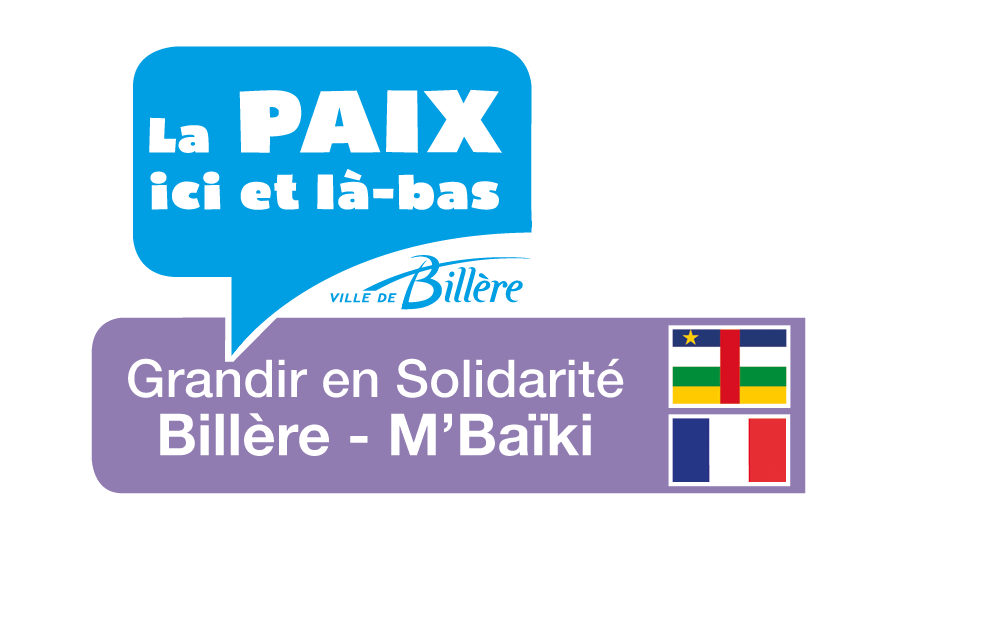 La PAIX
ici et là-bas
VILLE DE Billère
Grandir en Solidarité
Billère - M’Baïki